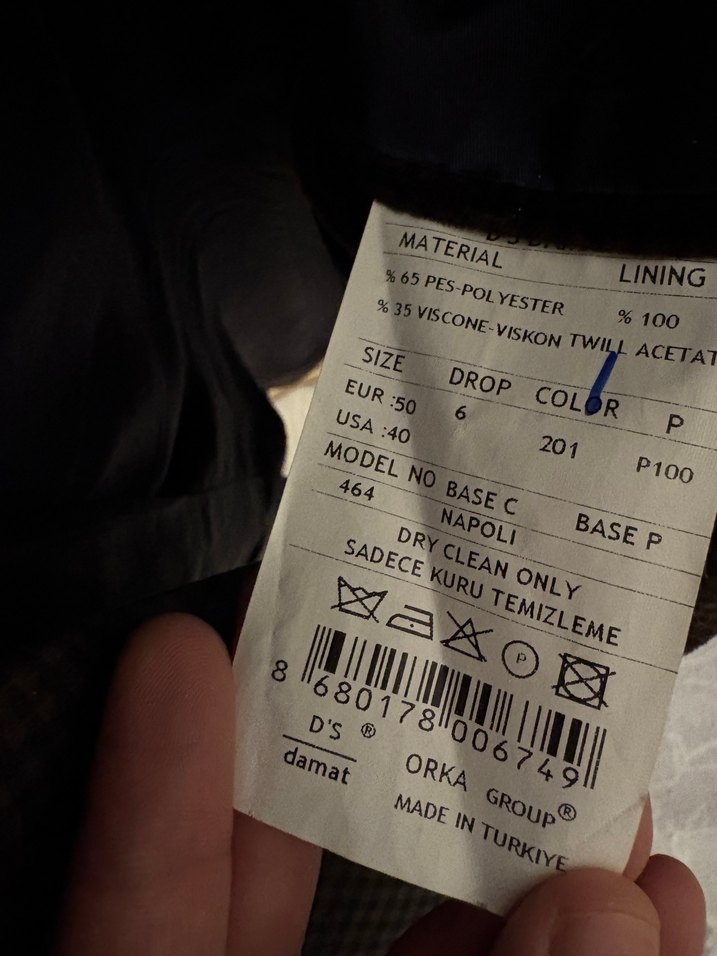 MATERIAL LINING
% 65 PES-POLYESTER % 100
% 35 VISCONE-VISKON TWILL ACETAT
SIZE DROP COLOR P
EUR :50 6 201 P100
USA :40
MODEL NO BASE C BASE P
464 NAPOLI
DRY CLEAN ONLY
SADECE KURU TEMIZLEME
P
8 680178 006749
D'S ® ORKA GROUP®
damat
MADE IN TURKIYE